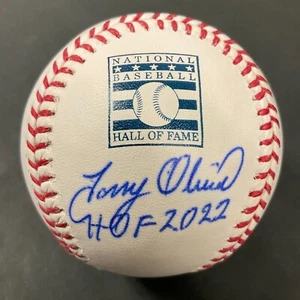 NATIONAL
BASEBALL
HALL OF FAME
Tony Oliva
HOF 2022